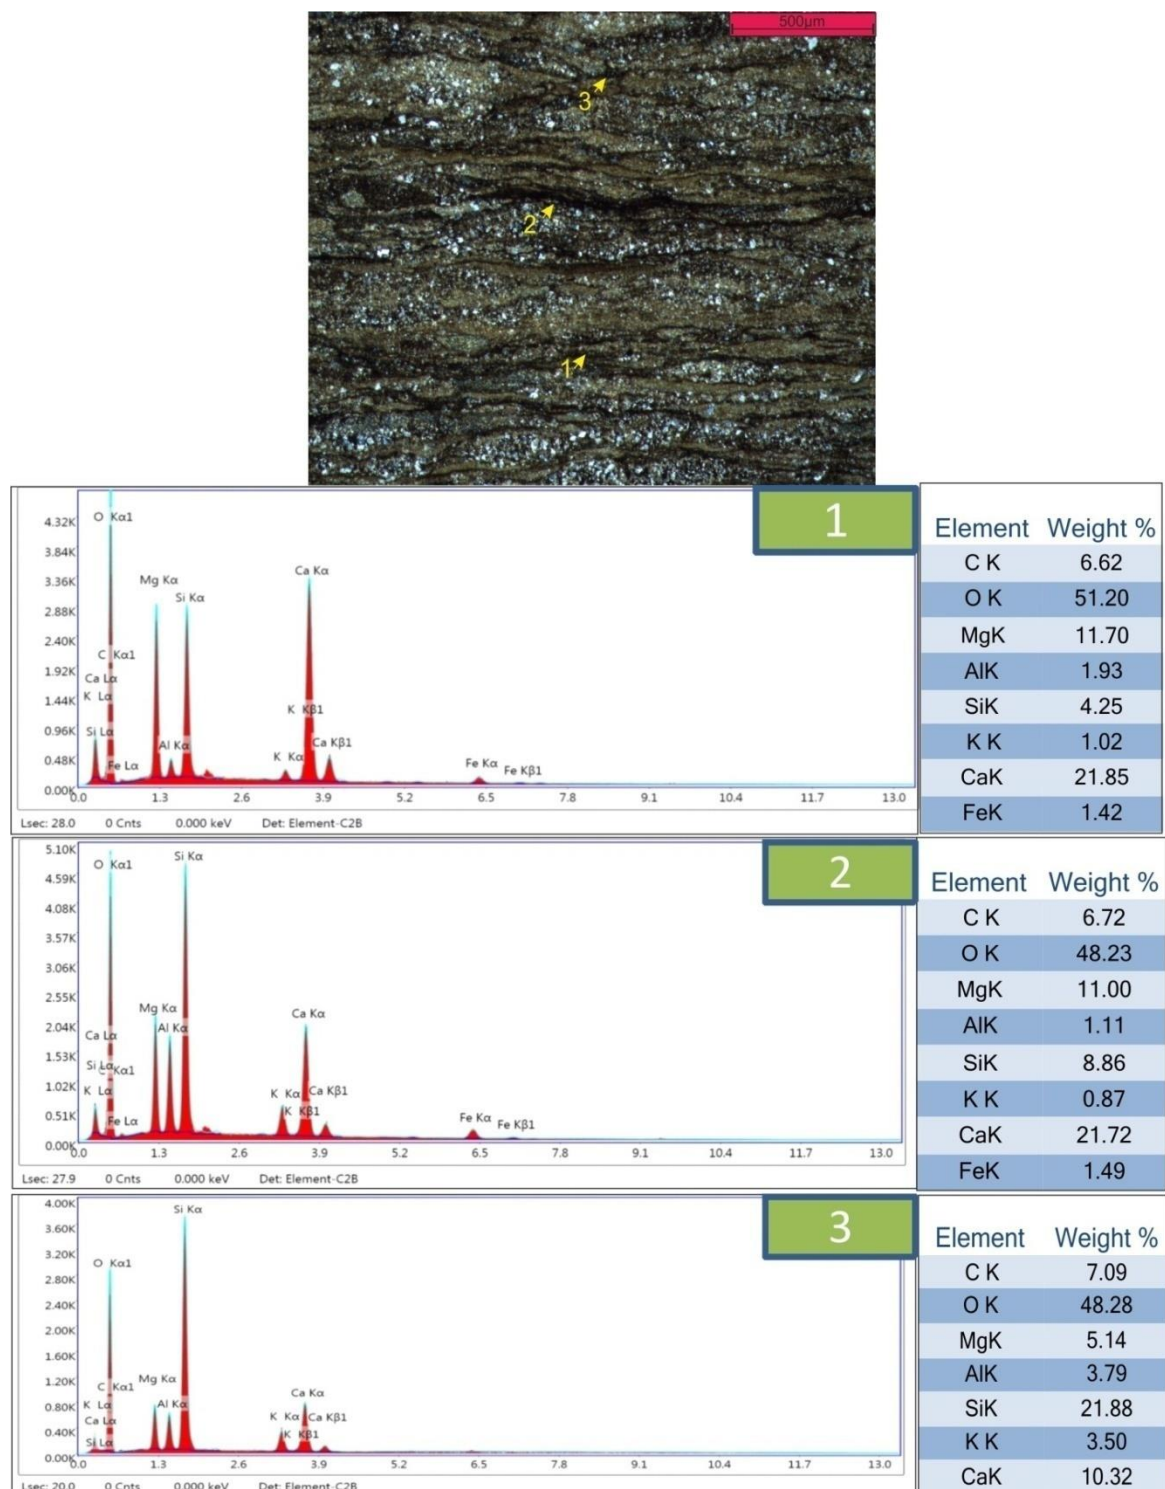 500µm
3
2
1
1
4.32K
3.84K
3.36K
2.88K
2.40K
1.92K
1.44K
0.96K
0.48K
0.00K
O Kα1
Mg Kα
Si Kα
Ca Kα
C Kα1
Ca Lα
K Lα
Si Lα
Fe Lα
Al Kα
K Kβ1
K Kα
Ca Kβ1
Fe Kα
Fe Kβ1
0.0 1.3 2.6 3.9 5.2 6.5 7.8 9.1 10.4 11.7 13.0
Lsec: 28.0 0 Cnts 0.000 keV Det: Element-C2B
Element Weight %
C K 6.62
O K 51.20
MgK 11.70
AlK 1.93
SiK 4.25
K K 1.02
CaK 21.85
FeK 1.42
2
5.10K
4.59K
4.08K
3.57K
3.06K
2.55K
2.04K
1.53K
1.02K
0.51K
0.00K
O Kα1
Si Kα
Mg Kα
Al Kα
Ca Kα
Ca Lα
Si Lα
Kα1
K Lα
Fe Lα
K Kα
Ca Kβ1
K Kβ1
Fe Kα
Fe Kβ1
0.0 1.3 2.6 3.9 5.2 6.5 7.8 9.1 10.4 11.7 13.0
Lsec: 27.9 0 Cnts 0.000 keV Det: Element-C2B
Element Weight %
C K 6.72
O K 48.23
MgK 11.00
AlK 1.11
SiK 8.86
K K 0.87
CaK 21.72
FeK 1.49
3
4.00K
3.60K
3.20K
2.80K
2.40K
2.00K
1.60K
1.20K
0.80K
0.40K
0.00K
Si Kα
O Kα1
C Kα1
Mg Kα
K Lα
Al Kα
Ca Lα
Si Lα
Ca Kα
K Kα
Ca Kβ1
K Kβ1
0.0 1.3 2.6 3.9 5.2 6.5 7.8 9.1 10.4 11.7 13.0
Lsec: 20.0 0 Cnts 0.000 keV Det: Element-C2B
Element Weight %
C K 7.09
O K 48.28
MgK 5.14
AlK 3.79
SiK 21.88
K K 3.50
CaK 10.32